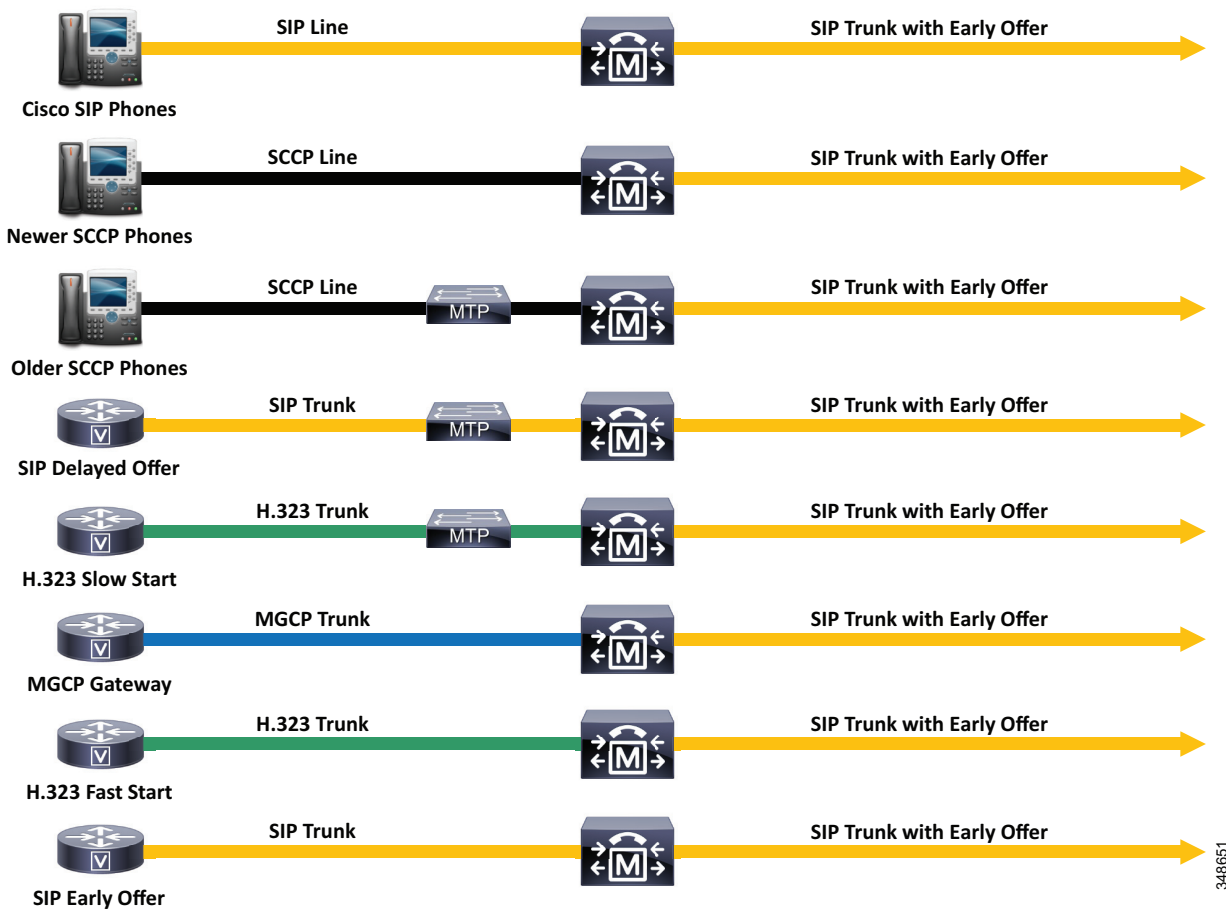 SIP Line
SIP Trunk with Early Offer
M
Cisco SIP Phones
SCCP Line
SIP Trunk with Early Offer
M
Newer SCCP Phones
SCCP Line
SIP Trunk with Early Offer
MTP
M
Older SCCP Phones
SIP Trunk
SIP Trunk with Early Offer
MTP
M
V
SIP Delayed Offer
H.323 Trunk
SIP Trunk with Early Offer
MTP
M
V
H.323 Slow Start
MGCP Trunk
SIP Trunk with Early Offer
M
V
MGCP Gateway
H.323 Trunk
SIP Trunk with Early Offer
M
V
H.323 Fast Start
SIP Trunk
SIP Trunk with Early Offer
M
V
SIP Early Offer
348651